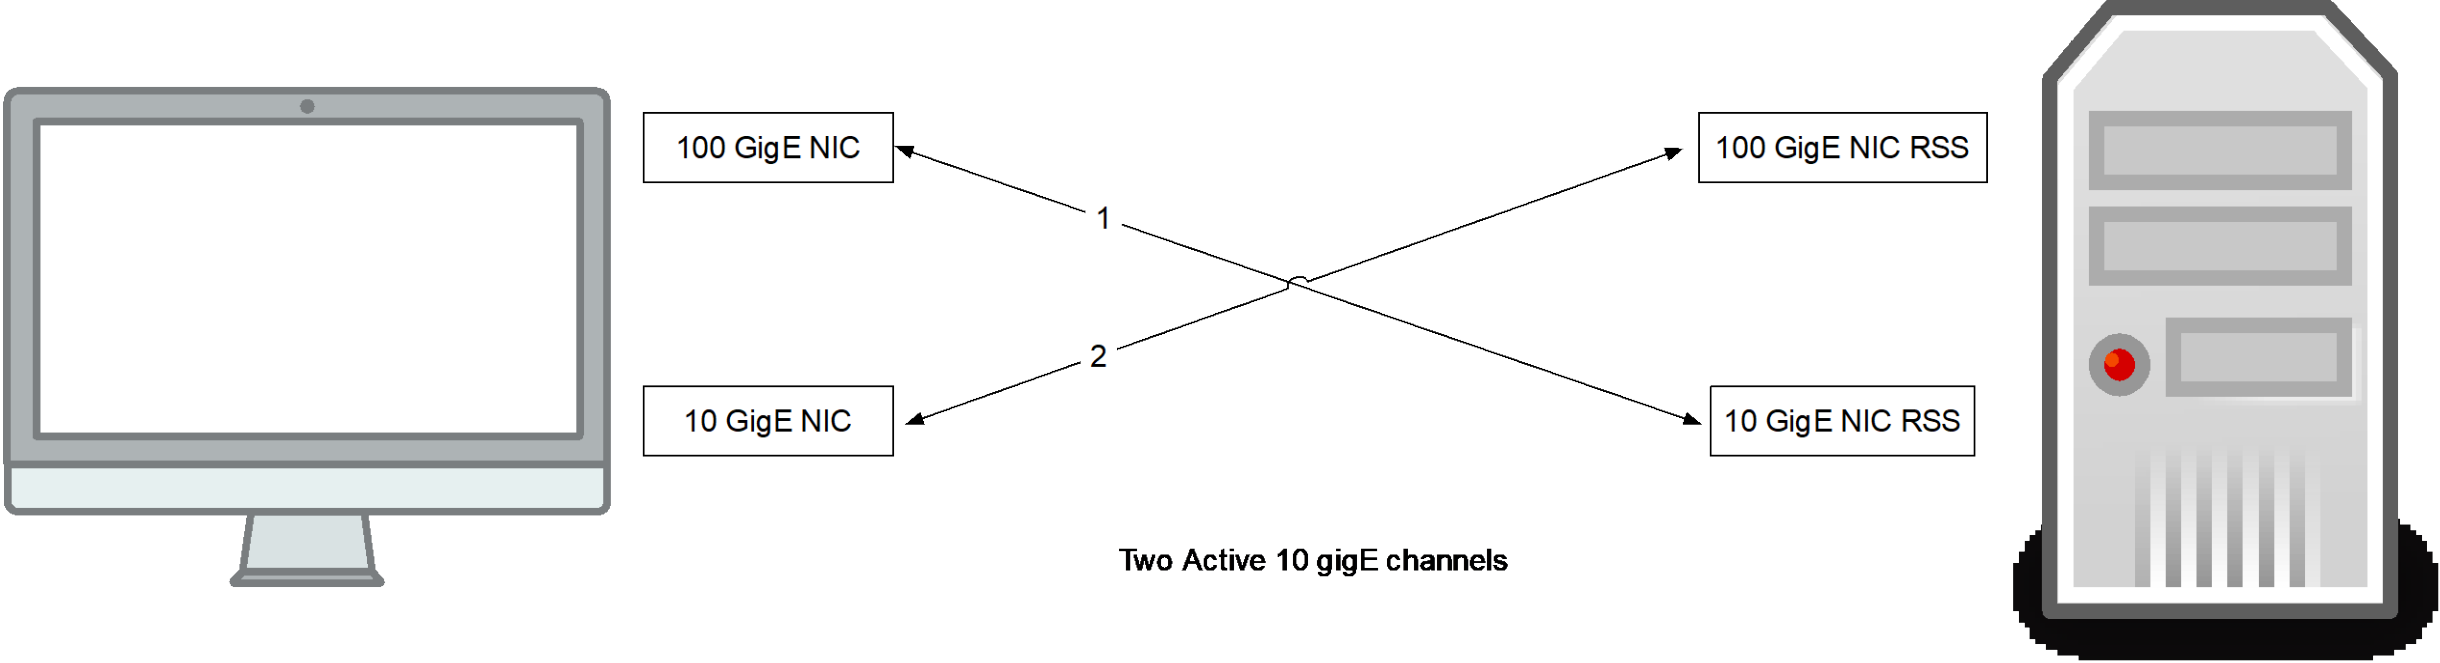 100 GigE NIC
100 GigE NIC RSS
1
2
10 GigE NIC
10 GigE NIC RSS
Two Active 10 gigE channels